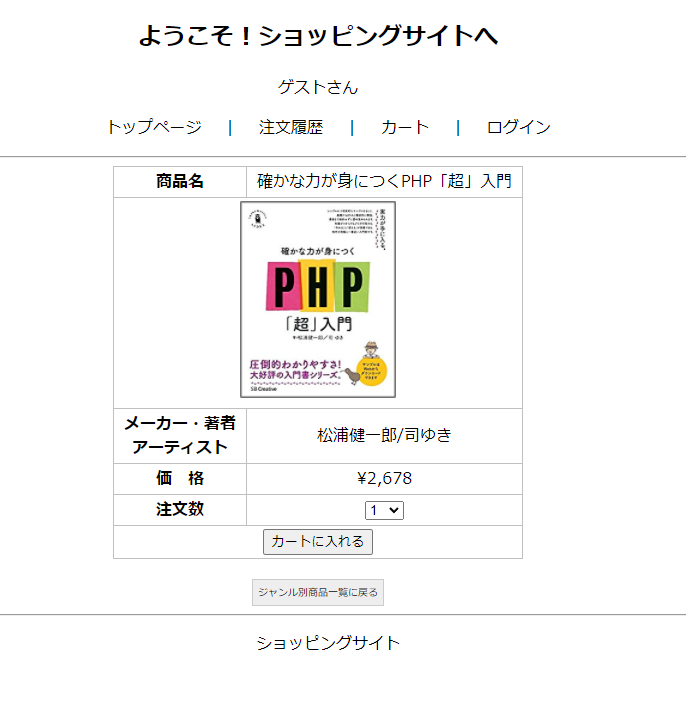 ようこそ！ショッピングサイトへ
ゲストさん
トップページ | 注文履歴 | カート | ログイン
商品名 確かな力が身につくPHP「超」入門
確かな力が身につく
PHP
「超」入門
圧倒的わかりやすさ!
大好評の入門書シリーズ。
SB Creative
メーカー・著者
アーティスト
松浦健一郎/司ゆき
価　格 ¥2,678
注文数 1
カートに入れる
ジャンル別商品一覧に戻る
ショッピングサイト